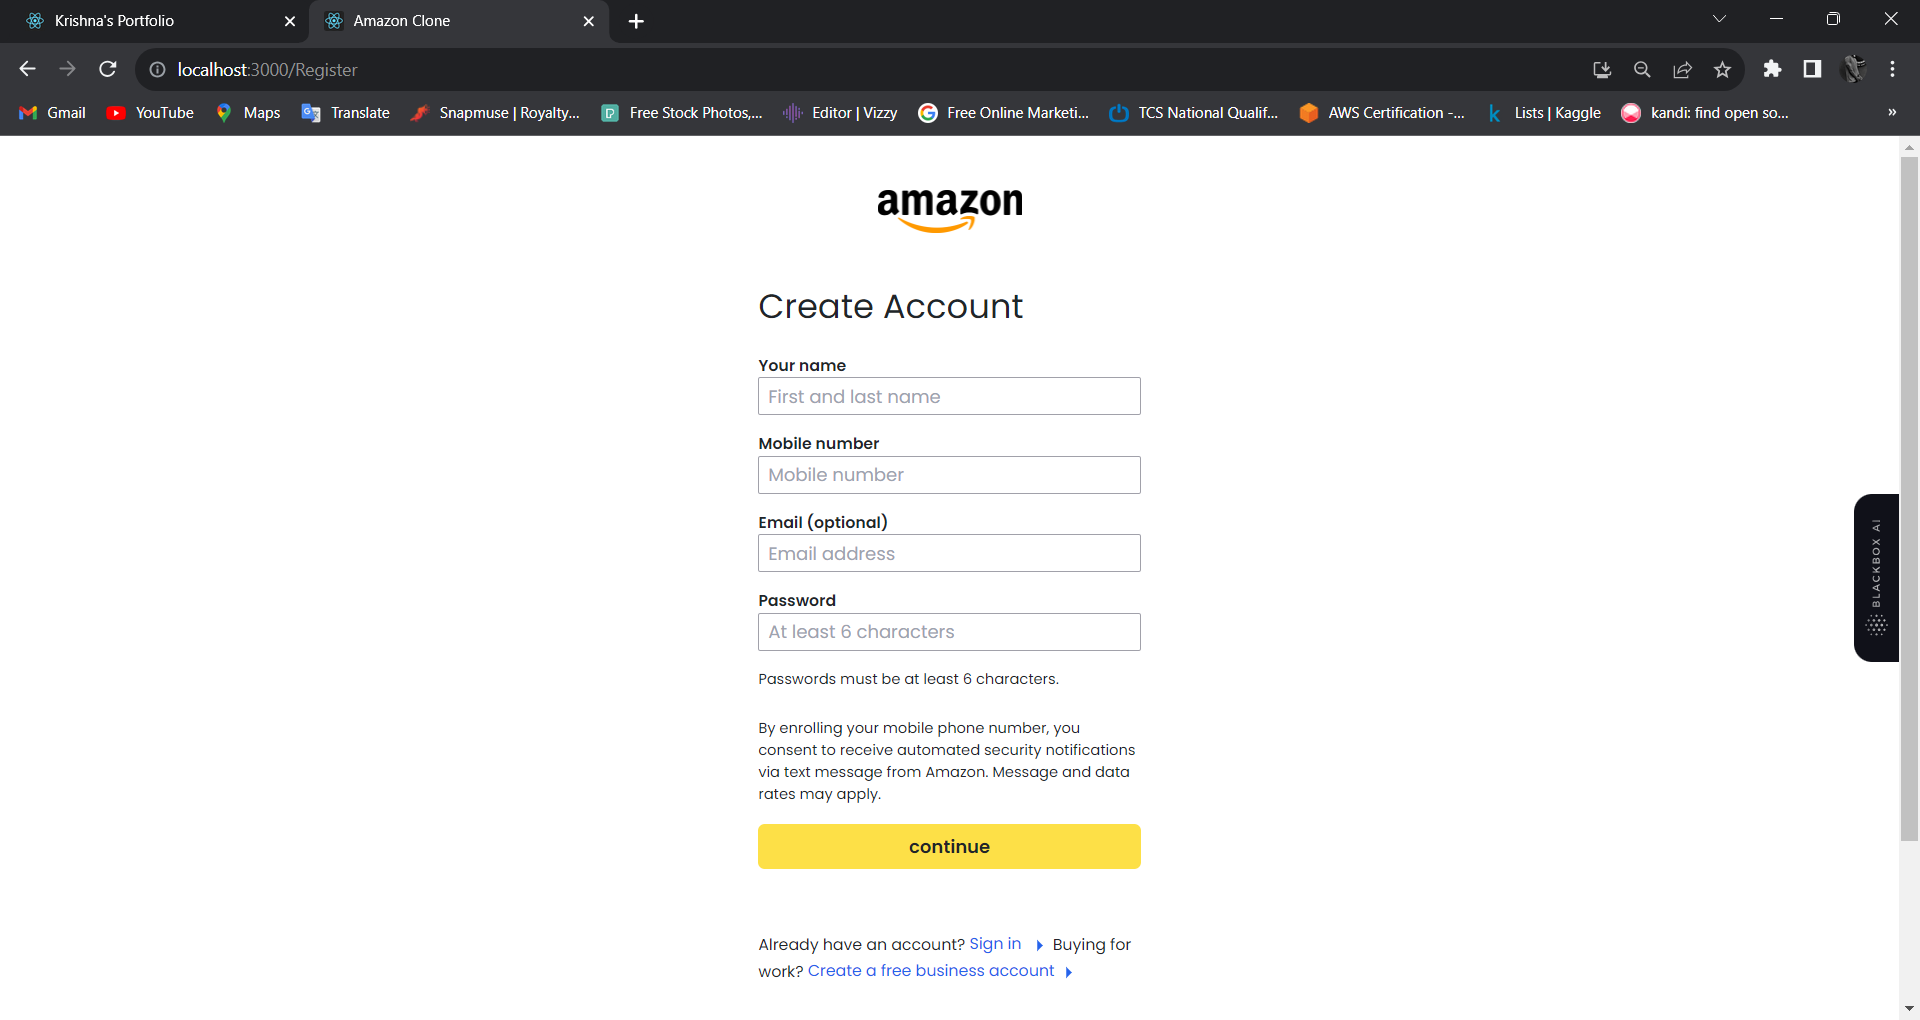 Krishna's Portfolio
Amazon Clone
localhost:3000/Register
Gmail
YouTube
Maps
Translate
Snapmuse | Royalty...
Free Stock Photos,...
Editor | Vizzy
Free Online Marketi...
TCS National Qualif...
AWS Certification -...
Lists | Kaggle
kandi: find open so...
»
amazon
Create Account
Your name
First and last name
Mobile number
Mobile number
Email (optional)
Email address
Password
At least 6 characters
Passwords must be at least 6 characters.
By enrolling your mobile phone number, you
consent to receive automated security notifications
via text message from Amazon. Message and data
rates may apply.
continue
Already have an account? Sign in Buying for
work? Create a free business account
BLACKBOX AI